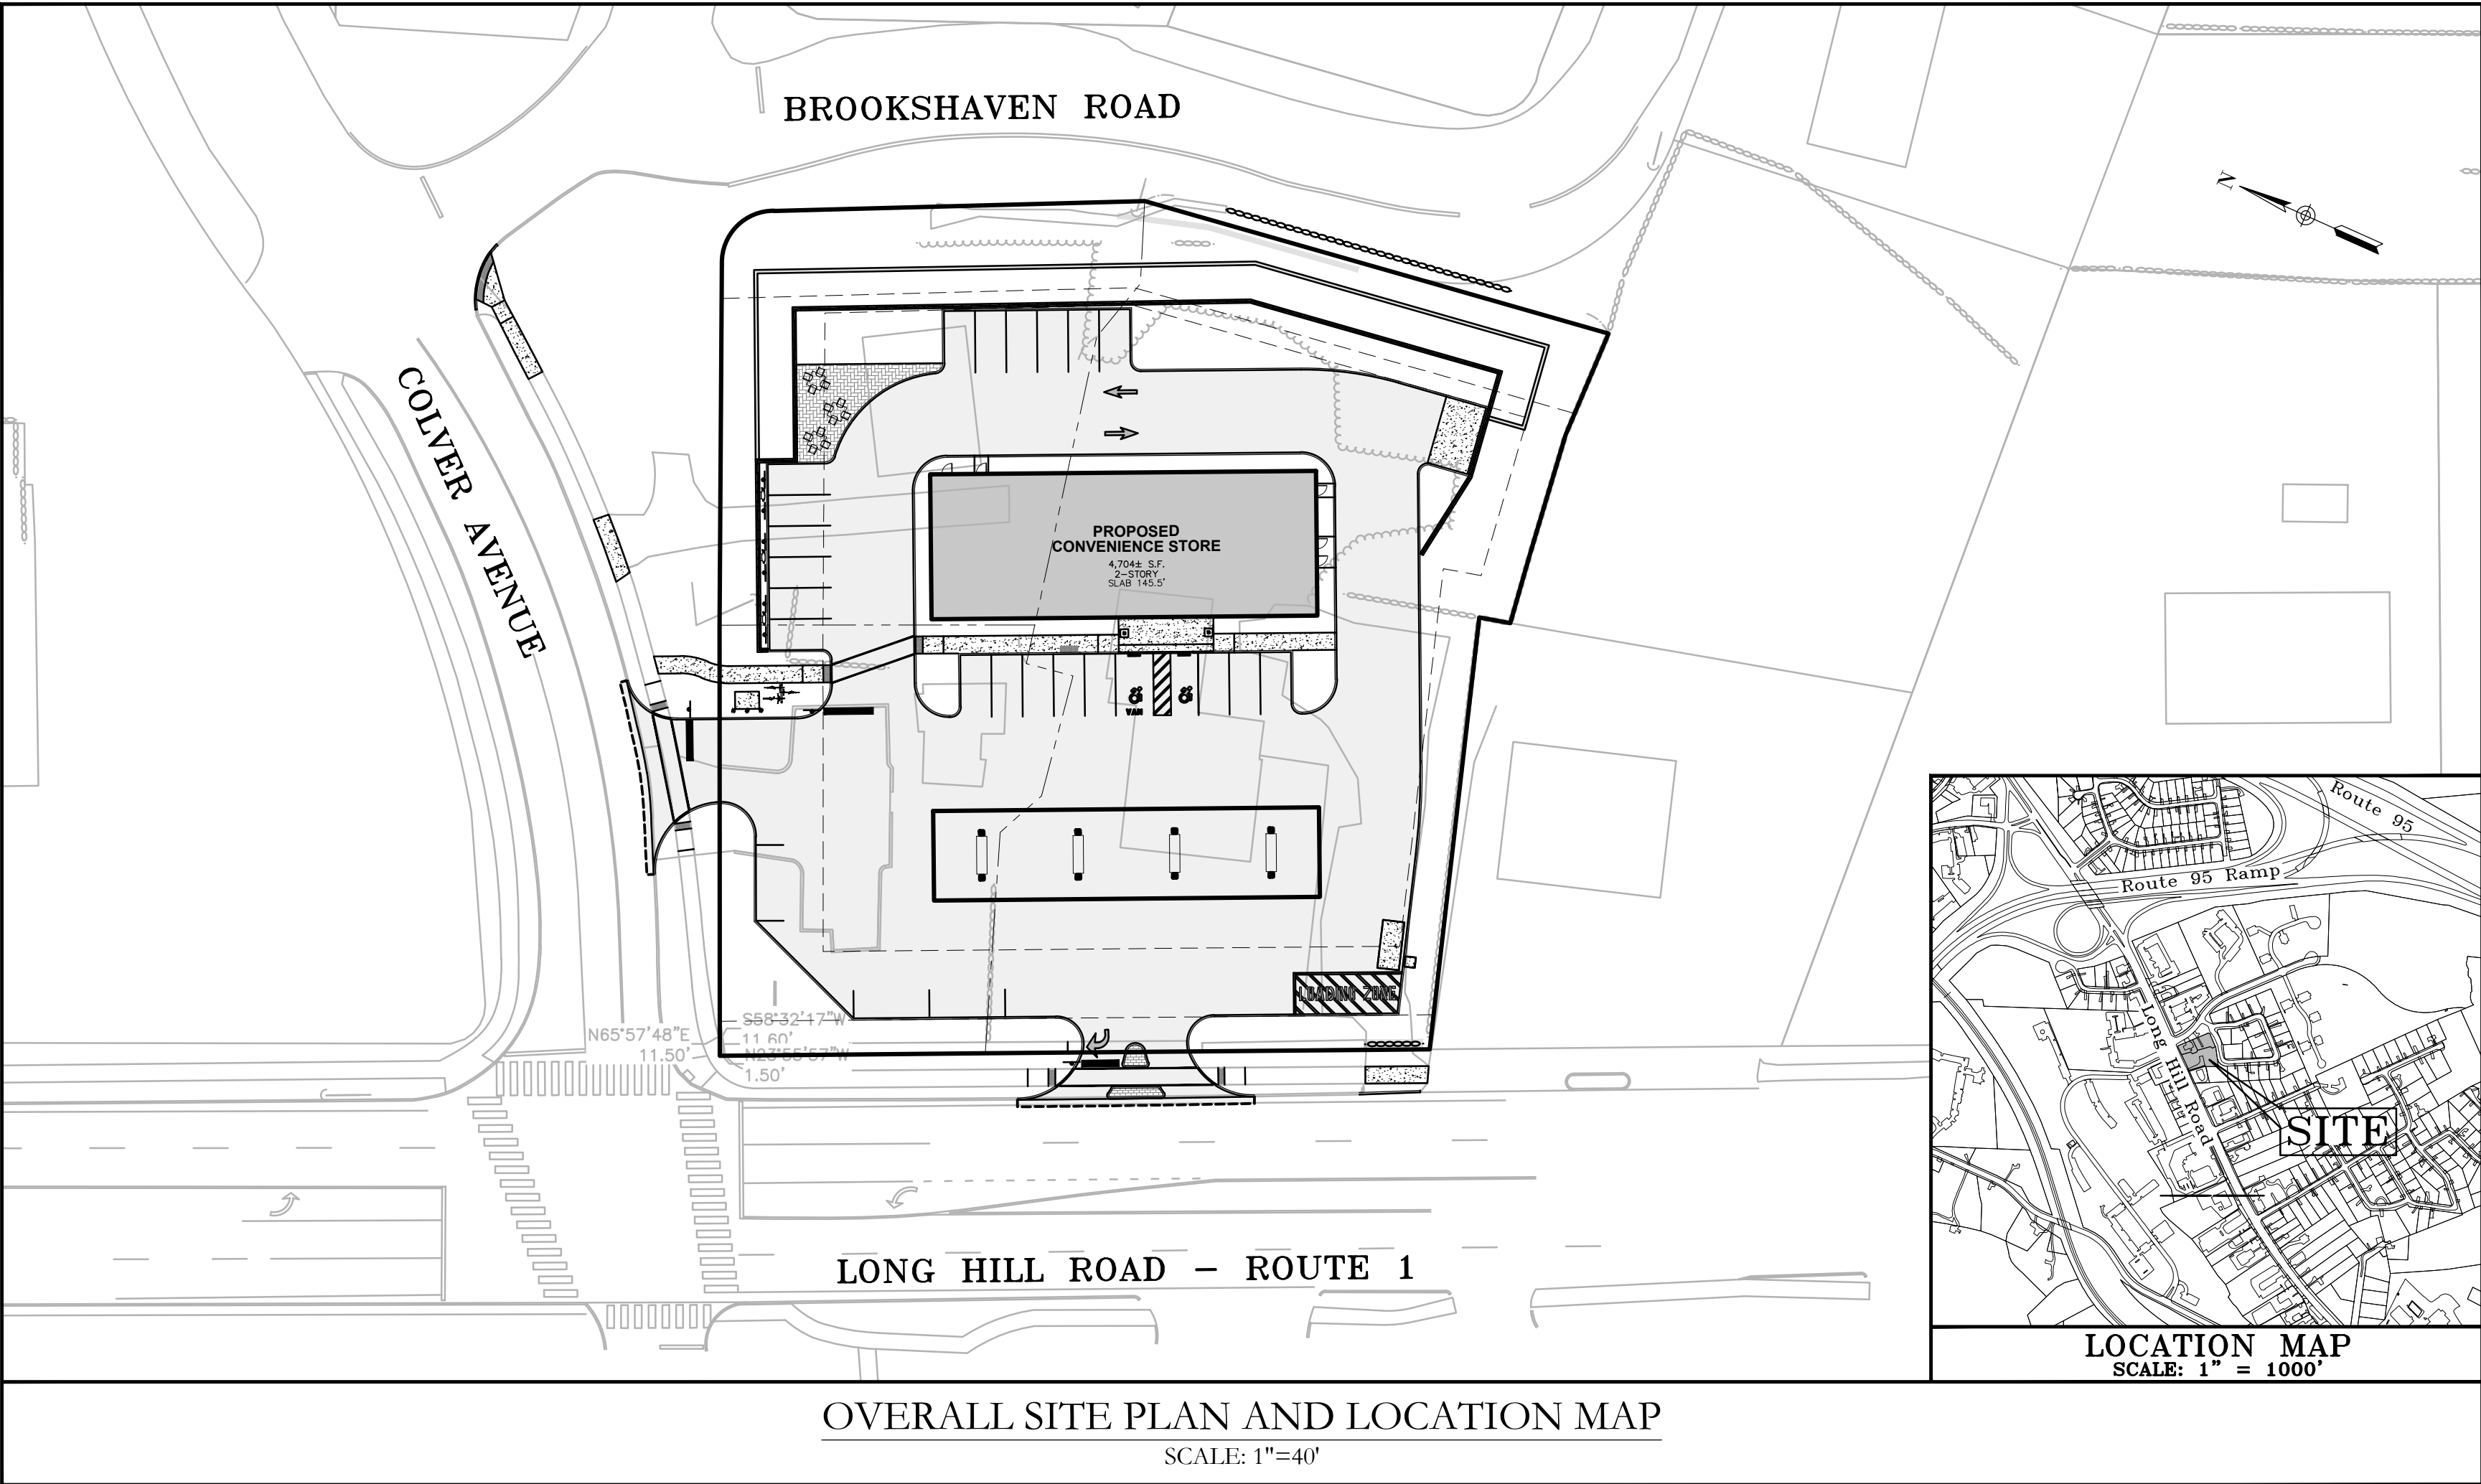 BROOKSHAVEN ROAD
N
COLVER AVENUE
PROPOSED
CONVENIENCE STORE
4,704± S.F.
2-STORY
SLAB 145.5'
VAN
LOADING ZONE
N65°57'48"E
11.50'
S58°32'17"W
11.60'
N23°55'57"W
1.50'
LONG HILL ROAD - ROUTE 1
Route 95
Route 95 Ramp
Long Hill Road
SITE
LOCATION MAP
SCALE: 1" = 1000'
OVERALL SITE PLAN AND LOCATION MAP
SCALE: 1"=40'